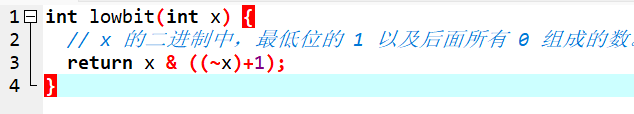 1 int lowbit(int x) {
2 // x 的二进制中，最低位的 1 以及后面所有 0 组成的数。
3 return x & ((~x)+1);
4 }